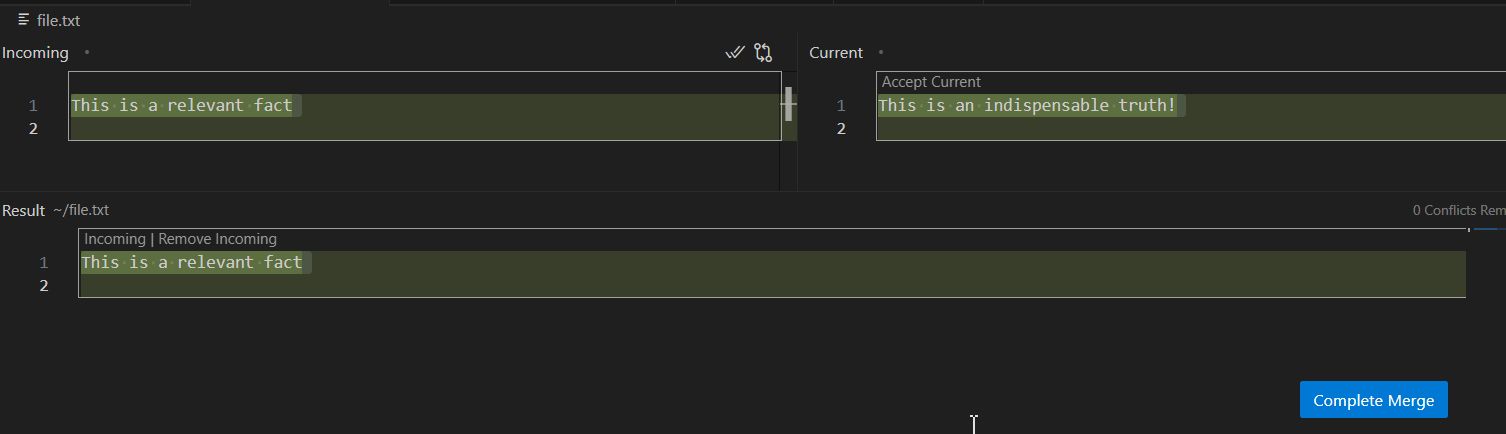 file.txt
Incoming •
Current •
Accept Current
1 This is a relevant fact
2
1 This is an indispensable truth!
2
Result ~/file.txt
0 Conflicts Rem
Incoming | Remove Incoming
1 This is a relevant fact
2
Complete Merge